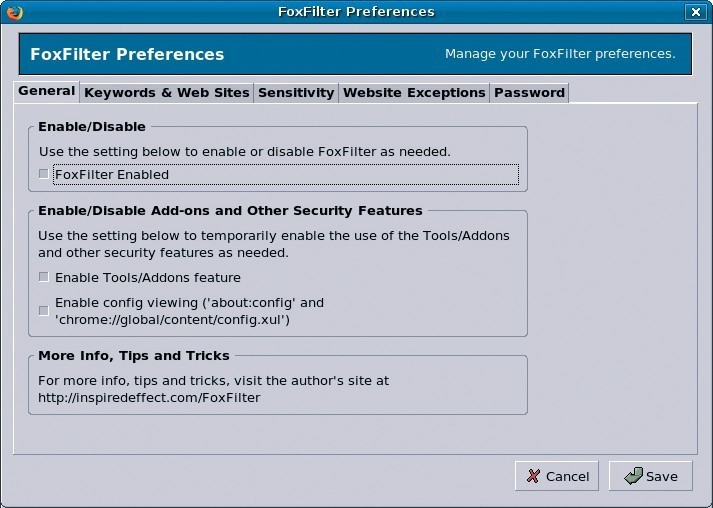 FoxFilter Preferences
FoxFilter Preferences
Manage your FoxFilter preferences.
General
Keywords & Web Sites
Sensitivity
Website Exceptions
Password
Enable/Disable
Use the setting below to enable or disable FoxFilter as needed.
FoxFilter Enabled
Enable/Disable Add-ons and Other Security Features
Use the setting below to temporarily enable the use of the Tools/Addons
and other security features as needed.
Enable Tools/Addons feature
Enable config viewing ('about:config' and
'chrome://global/content/config.xul')
More Info, Tips and Tricks
For more info, tips and tricks, visit the author's site at
http://inspiredeffect.com/FoxFilter
Cancel
Save